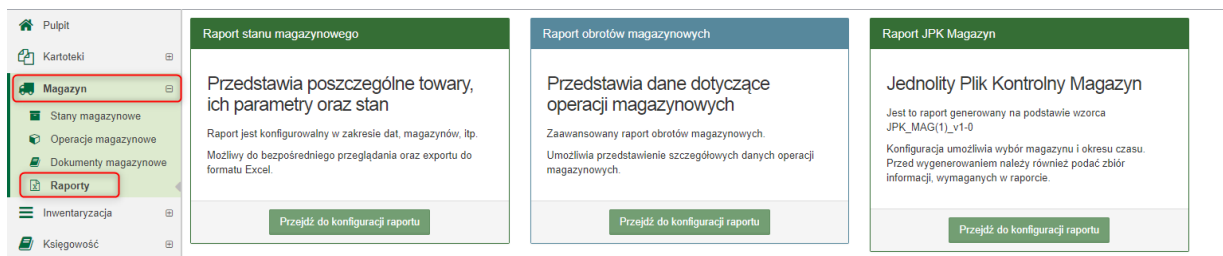 Pulpit
Kartoteki
Magazyn
Stany magazynowe
Operacje magazynowe
Dokumenty magazynowe
Raporty
Inwentaryzacja
Księgowość
Raport stanu magazynowego
Przedstawia poszczególne towary,
ich parametry oraz stan
Raport jest konfigurowalny w zakresie dat, magazynów, itp.
Możliwy do bezpośredniego przeglądania oraz exportu do
formatu Excel.
Przejdź do konfiguracji raportu
Raport obrotów magazynowych
Przedstawia dane dotyczące
operacji magazynowych
Zaawansowany raport obrotów magazynowych.
Umożliwia przedstawienie szczegółowych danych operacji
magazynowych.
Przejdź do konfiguracji raportu
Raport JPK Magazyn
Jednolity Plik Kontrolny Magazyn
Jest to raport generowany na podstawie wzorca
JPK_MAG(1)_v1-0
Konfiguracja umożliwia wybór magazynu i okresu czasu.
Przed wygenerowaniem należy również podać zbiór
informacji, wymaganych w raporcie.
Przejdź do konfiguracji raportu